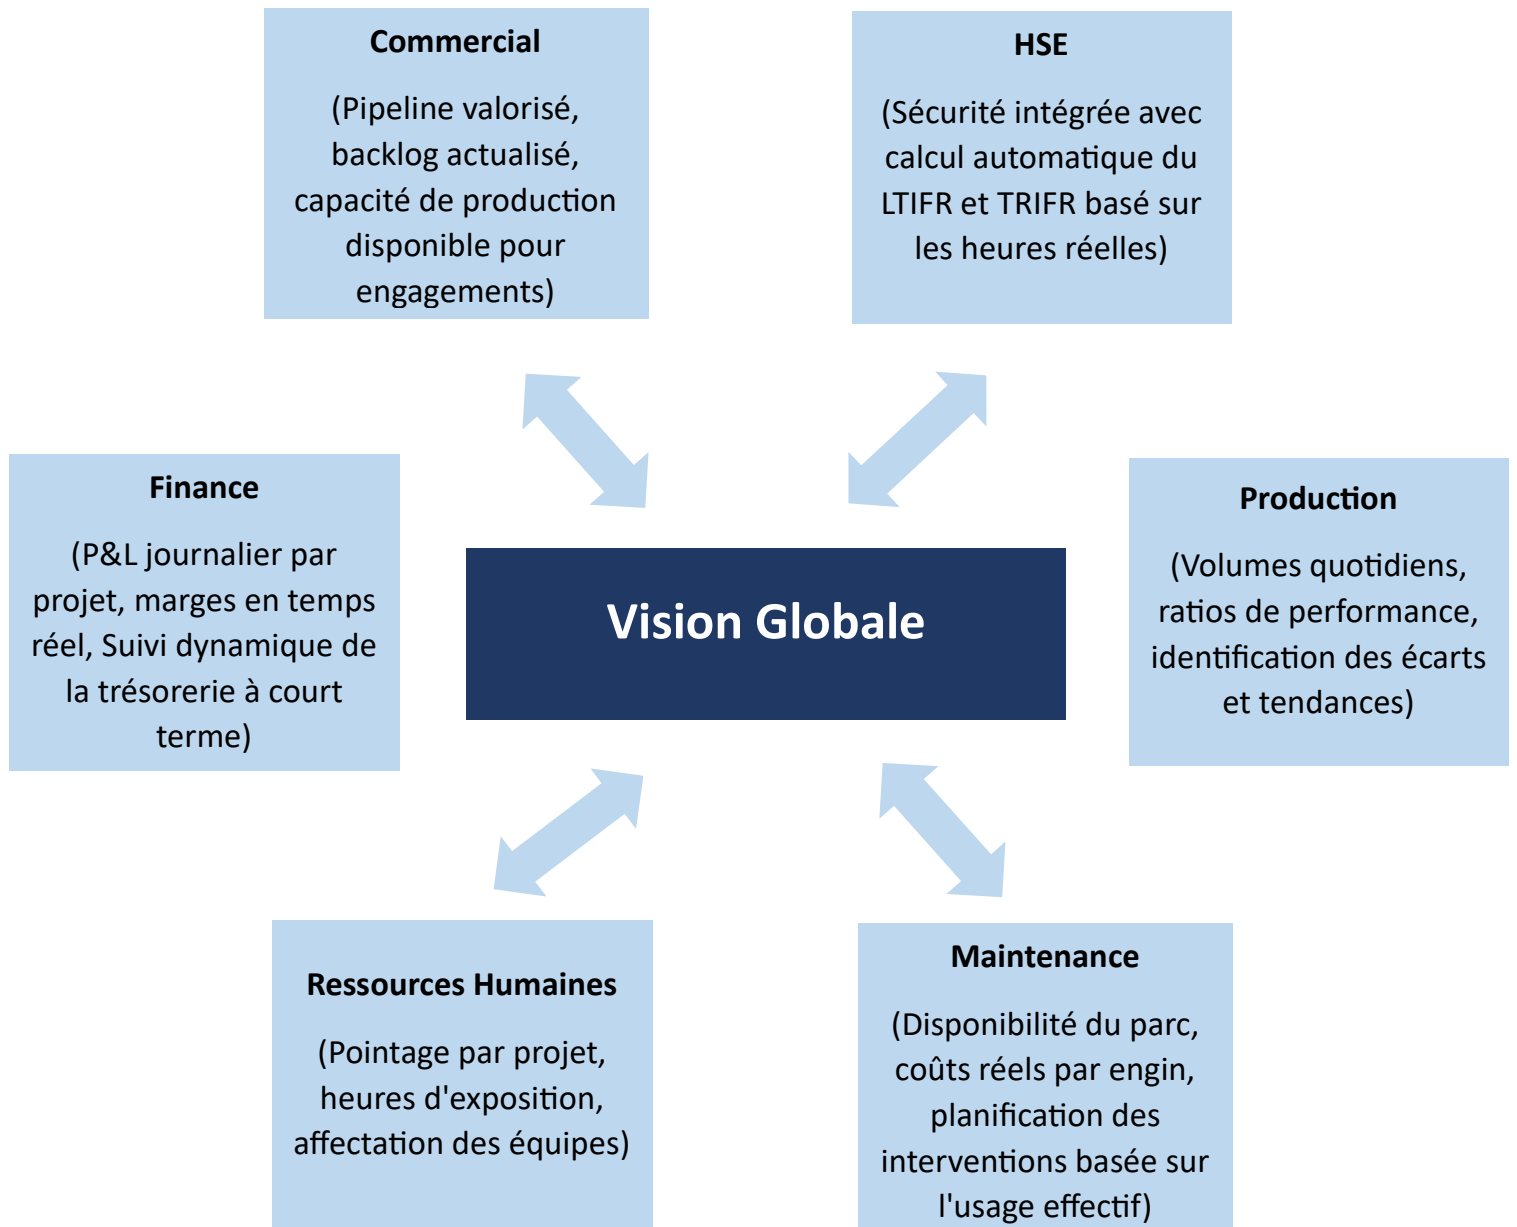 Commercial
(Pipeline valorisé,
backlog actualisé,
capacité de production
disponible pour
engagements)
HSE
(Sécurité intégrée avec
calcul automatique du
LTIFR et TRIFR basé sur
les heures réelles)
Finance
(P&L journalier par
projet, marges en temps
réel, Suivi dynamique de
la trésorerie à court
terme)
Vision Globale
Production
(Volumes quotidiens,
ratios de performance,
identification des écarts
et tendances)
Ressources Humaines
(Pointage par projet,
heures d'exposition,
affectation des équipes)
Maintenance
(Disponibilité du parc,
coûts réels par engin,
planification des
interventions basée sur
l'usage effectif)